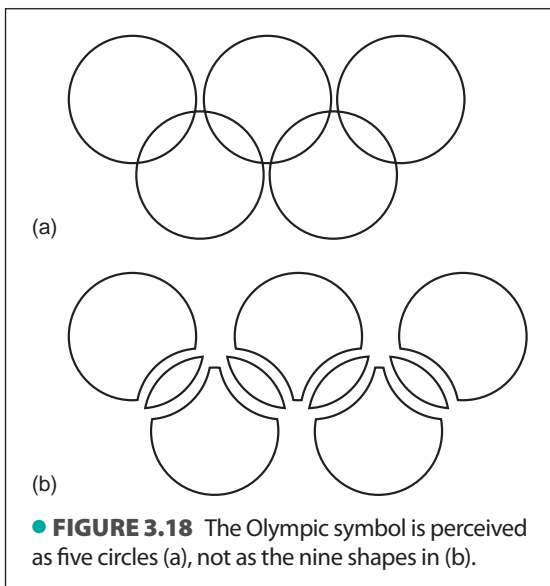 (a)
(b)
● FIGURE 3.18 The Olympic symbol is perceived
as five circles (a), not as the nine shapes in (b).